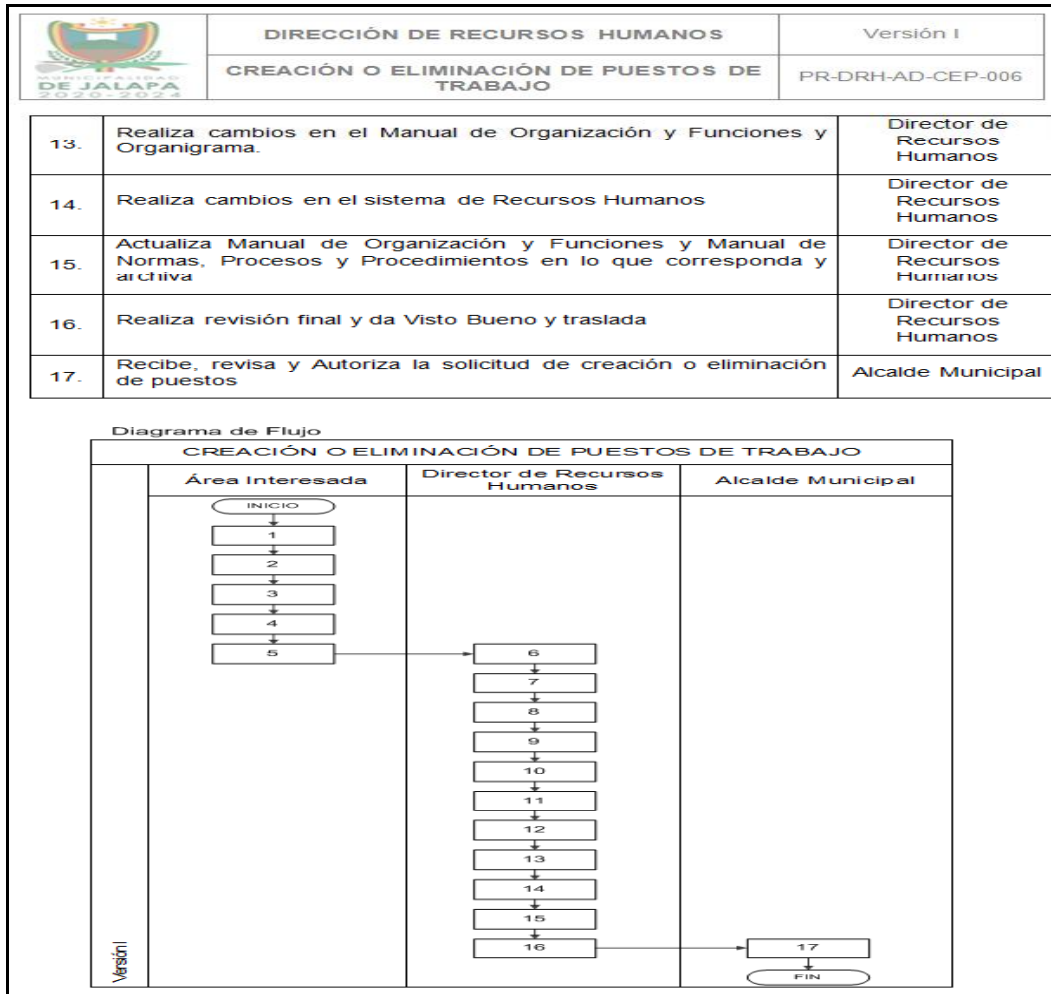 MUNICIPALIDAD
DE JALAPA
2020-2024
DIRECCIÓN DE RECURSOS HUMANOS
Versión I
CREACIÓN O ELIMINACIÓN DE PUESTOS DE
TRABAJO
PR-DRH-AD-CEP-006
13.
Realiza cambios en el Manual de Organización y Funciones y
Organigrama.
Director de
Recursos
Humanos
14.
Realiza cambios en el sistema de Recursos Humanos
Director de
Recursos
Humanos
15.
Actualiza Manual de Organización y Funciones y Manual de
Normas, Procesos y Procedimientos en lo que corresponda y
archiva
Director de
Recursos
Humanos
16.
Realiza revisión final y da Visto Bueno y traslada
Director de
Recursos
Humanos
17.
Recibe, revisa y Autoriza la solicitud de creación o eliminación
de puestos
Alcalde Municipal
Diagrama de Flujo
CREACIÓN O ELIMINACIÓN DE PUESTOS DE TRABAJO
Área Interesada
Director de Recursos
Humanos
Alcalde Municipal
INICIO
1
2
3
4
5
6
7
8
9
10
11
12
13
14
15
16
17
FIN
Versión I